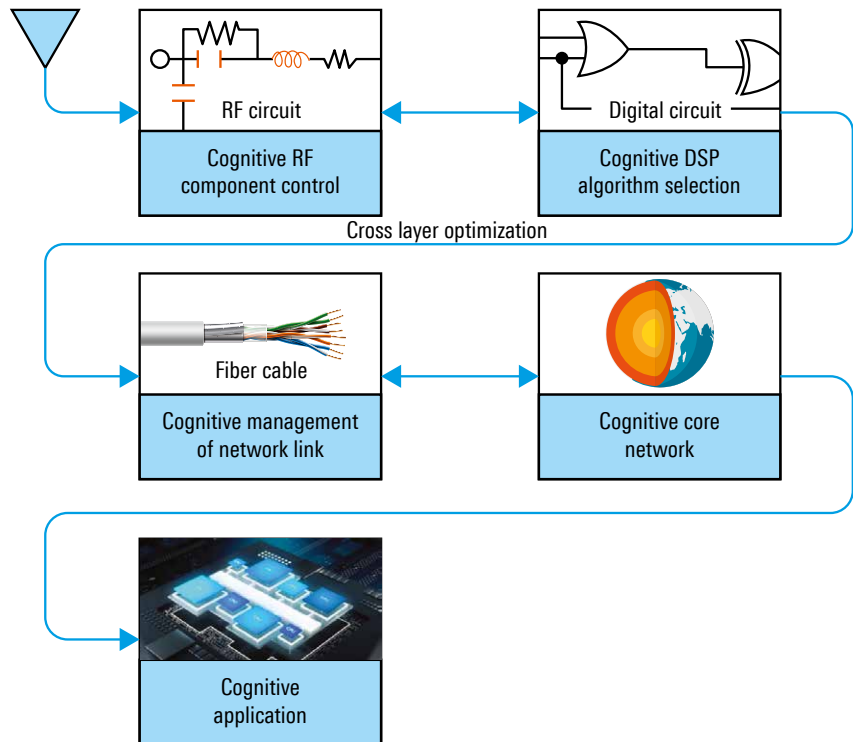 RF circuit
Cognitive RF
component control
Digital circuit
Cognitive DSP
algorithm selection
Cross layer optimization
Fiber cable
Cognitive management
of network link
Cognitive core
network
Cognitive
application